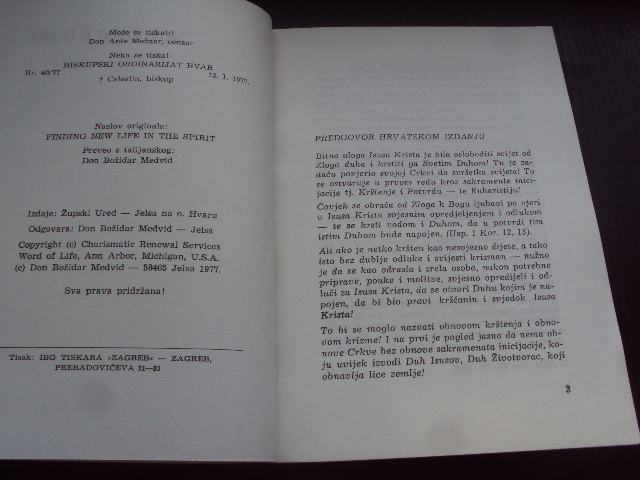 Može se tiskati!
Don Ante Mežnar, cenzor
Neka se tiska!
BISKUPSKI ORDINARIJAT HVAR
Br. 40/77
13. 1. 1977.
† Celestin, biskup
Naslov originala:
FINDING NEW LIFE IN THE SPIRIT
Preveo s talijanskog:
Don Božidar Medvid
Izdaje: Župski Ured — Jelsa na o. Hvaru
Odgovara: Don Božidar Medvid — Jelsa
Copyright (c) Charismatic Renewal Services
Word of Life, Ann Arbor, Michigan, U.S.A.
(c) Don Božidar Medvid — 58465 Jelsa 1977.
Sva prava pridržana!
Tisak: IBG TISKARA »ZAGREB« — ZAGREB,
PRERADOVIĆEVA 21—23
PREDGOVOR HRVATSKOM IZDANJU
Bitna uloga Isusa Krista je bila osloboditi svijet od
Zloga duha i krstiti ga Svetim Duhom! Tu je za-
daću povjerio svojoj Crkvi do svršetka svijeta! To
se ostvaruje u prvom redu kroz sakramente inici-
jacije tj. Krštenje i Potvrdu — te Euharistiju!
Čovjek se obraća od Zloga k Bogu ljubavi po vjeri
u Isusa Krista svjesnim opredjeljenjem i odlukom
— te se krsti vodom i Duhom, da u potvrdi tim
istim Duhom bude napojen. (Usp. 1 Kor. 12, 13).
Ali ako je netko kršten kao nesvjesno dijete, a tako
isto bez dublje odluke i svijesti krizman — nužno
je da se kao odrasla i zrela osoba, nakon potrebne
priprave, pouke i molitve, svjesno opredijeli i od-
luči za Isusa Krista, da se otvori Duhu kojim je na-
pojen, da bi bio pravi kršćanin i svjedok Isusa
Krista!
To bi se moglo nazvati obnovom krštenja i obno-
vom krizme! I na prvi je pogled jasno da nema ob-
nove Crkve bez obnove sakramenata inicijacije, ko-
ju uvijek izvodi Duh Isusov, Duh Životvorac, koji
obnavlja lice zemlje!
3